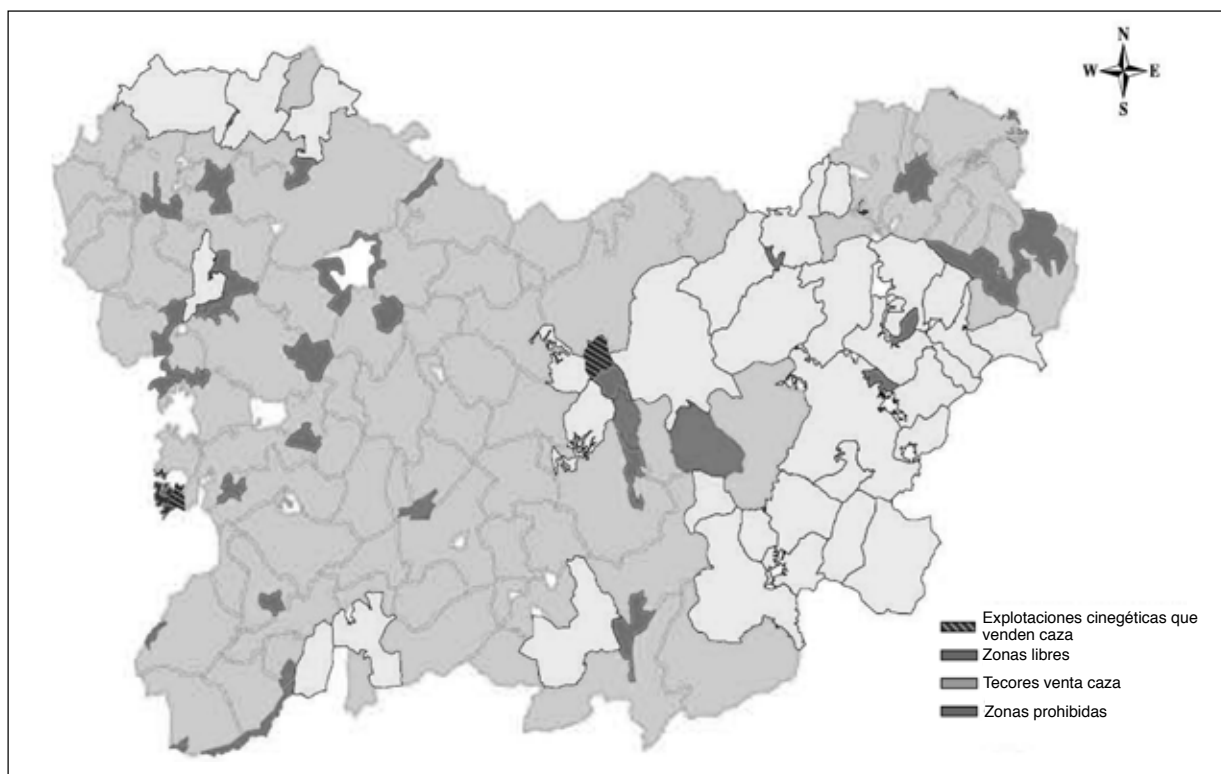 N
W E
S
Explotaciones cinegéticas que
venden caza
Zonas libres
Tecores venta caza
Zonas prohibidas